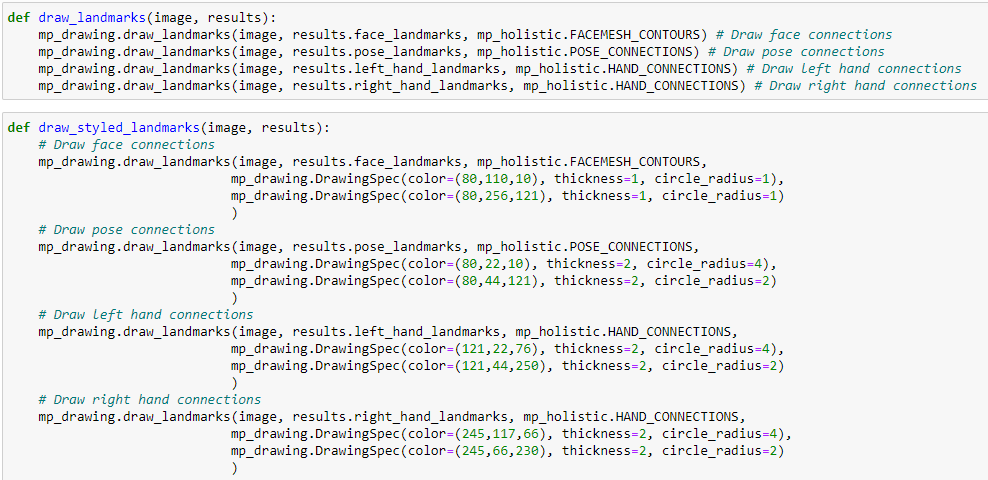 def draw_landmarks(image, results):
    mp_drawing.draw_landmarks(image, results.face_landmarks, mp_holistic.FACEMESH_CONTOURS) # Draw face connections
    mp_drawing.draw_landmarks(image, results.pose_landmarks, mp_holistic.POSE_CONNECTIONS) # Draw pose connections
    mp_drawing.draw_landmarks(image, results.left_hand_landmarks, mp_holistic.HAND_CONNECTIONS) # Draw left hand connections
    mp_drawing.draw_landmarks(image, results.right_hand_landmarks, mp_holistic.HAND_CONNECTIONS) # Draw right hand connections
def draw_styled_landmarks(image, results):
    # Draw face connections
    mp_drawing.draw_landmarks(image, results.face_landmarks, mp_holistic.FACEMESH_CONTOURS,
                             mp_drawing.DrawingSpec(color=(80,110,10), thickness=1, circle_radius=1),
                             mp_drawing.DrawingSpec(color=(80,256,121), thickness=1, circle_radius=1)
                             )
    # Draw pose connections
    mp_drawing.draw_landmarks(image, results.pose_landmarks, mp_holistic.POSE_CONNECTIONS,
                             mp_drawing.DrawingSpec(color=(80,22,10), thickness=2, circle_radius=4),
                             mp_drawing.DrawingSpec(color=(80,44,121), thickness=2, circle_radius=2)
                             )
    # Draw left hand connections
    mp_drawing.draw_landmarks(image, results.left_hand_landmarks, mp_holistic.HAND_CONNECTIONS,
                             mp_drawing.DrawingSpec(color=(121,22,76), thickness=2, circle_radius=4),
                             mp_drawing.DrawingSpec(color=(121,44,250), thickness=2, circle_radius=2)
                             )
    # Draw right hand connections
    mp_drawing.draw_landmarks(image, results.right_hand_landmarks, mp_holistic.HAND_CONNECTIONS,
                             mp_drawing.DrawingSpec(color=(245,117,66), thickness=2, circle_radius=4),
                             mp_drawing.DrawingSpec(color=(245,66,230), thickness=2, circle_radius=2)
                             )